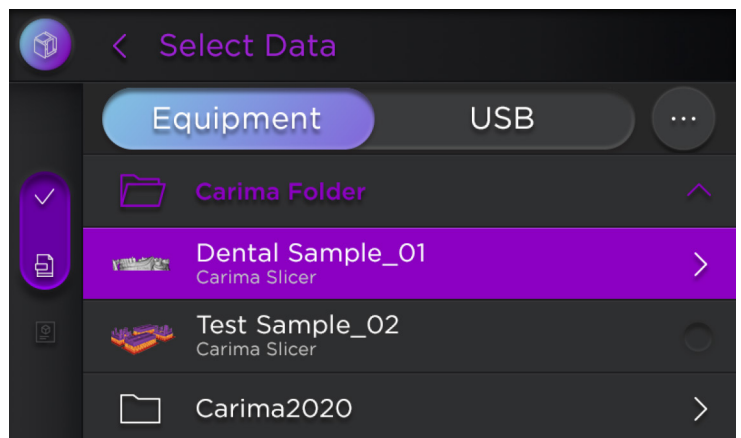 Select Data
Equipment
USB
Carima Folder
Dental Sample_01
Carima Slicer
Test Sample_02
Carima Slicer
Carima2020